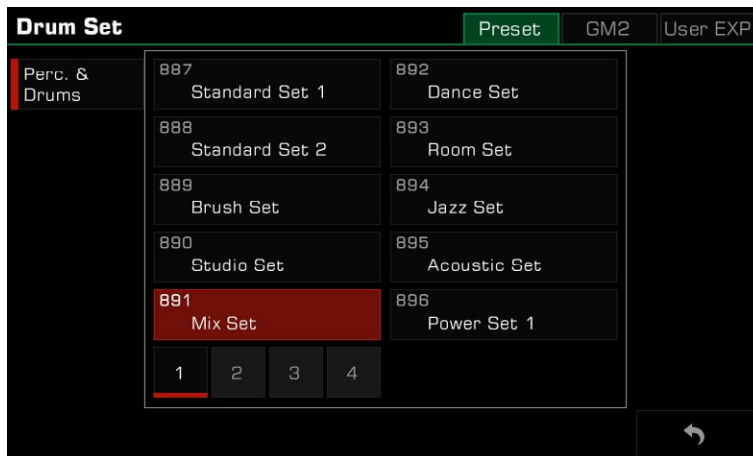 Drum Set
Preset
GM2
User EXP
Perc. &
Drums
887
Standard Set 1
888
Standard Set 2
889
Brush Set
890
Studio Set
891
Mix Set
892
Dance Set
893
Room Set
894
Jazz Set
895
Acoustic Set
896
Power Set 1
1
2
3
4